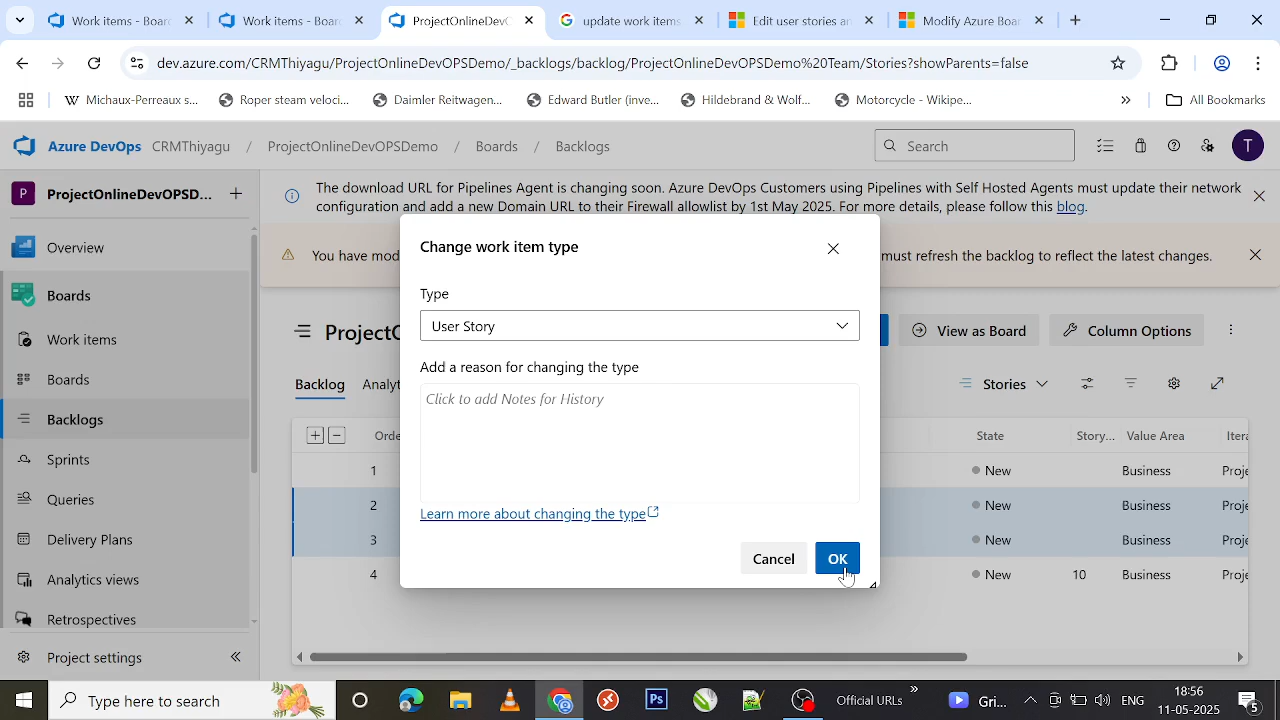 Work items - Boar
Work items - Boar
ProjectOnlineDevO
update work items
Edit user stories an
Modify Azure Boar
dev.azure.com/CRMThiyagu/ProjectOnlineDevOPSDemo/_backlogs/backlog/ProjectOnlineDevOPSDemo%20Team/Stories?showParents=false
Michaux-Perreaux s...
Roper steam veloci...
Daimler Reitwagen...
Edward Butler (inve...
Hildebrand & Wolf...
Motorcycle - Wikipe...
»
All Bookmarks
Azure DevOps CRMThiyagu / ProjectOnlineDevOPSDemo / Boards / Backlogs
Search
T
P ProjectOnlineDevOPSD... +
The download URL for Pipelines Agent is changing soon. Azure DevOps Customers using Pipelines with Self Hosted Agents must update their network
configuration and add a new Domain URL to their Firewall allowlist by 1st May 2025. For more details, please follow this blog.
You have mod
must refresh the backlog to reflect the latest changes.
Overview
Boards
Work items
Boards
Backlogs
Sprints
Queries
Delivery Plans
Analytics views
Retrospectives
Project settings
ProjectO
View as Board
Column Options
Backlog
Analyt
Stories
Orde
State
Story...
Value Area
Itera
1 New Business Proje
2 New Business Proje
3 New Business Proje
4 New 10 Business Proje
Change work item type
Type
User Story
Add a reason for changing the type
Click to add Notes for History
Learn more about changing the type
Cancel
OK
Type here to search
Ps
Official URLs
»
Gri...
ENG
18:56
11-05-2025
5